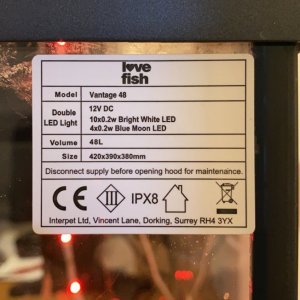 love
fish
Model Vantage 48
Double LED Light 12V DC
10x0.2w Bright White LED
4x0.2w Blue Moon LED
Volume 48L
Size 420x390x380mm
Disconnect supply before opening hood for maintenance.
CE III IPX8
Interpet Ltd, Vincent Lane, Dorking, Surrey RH4 3YX